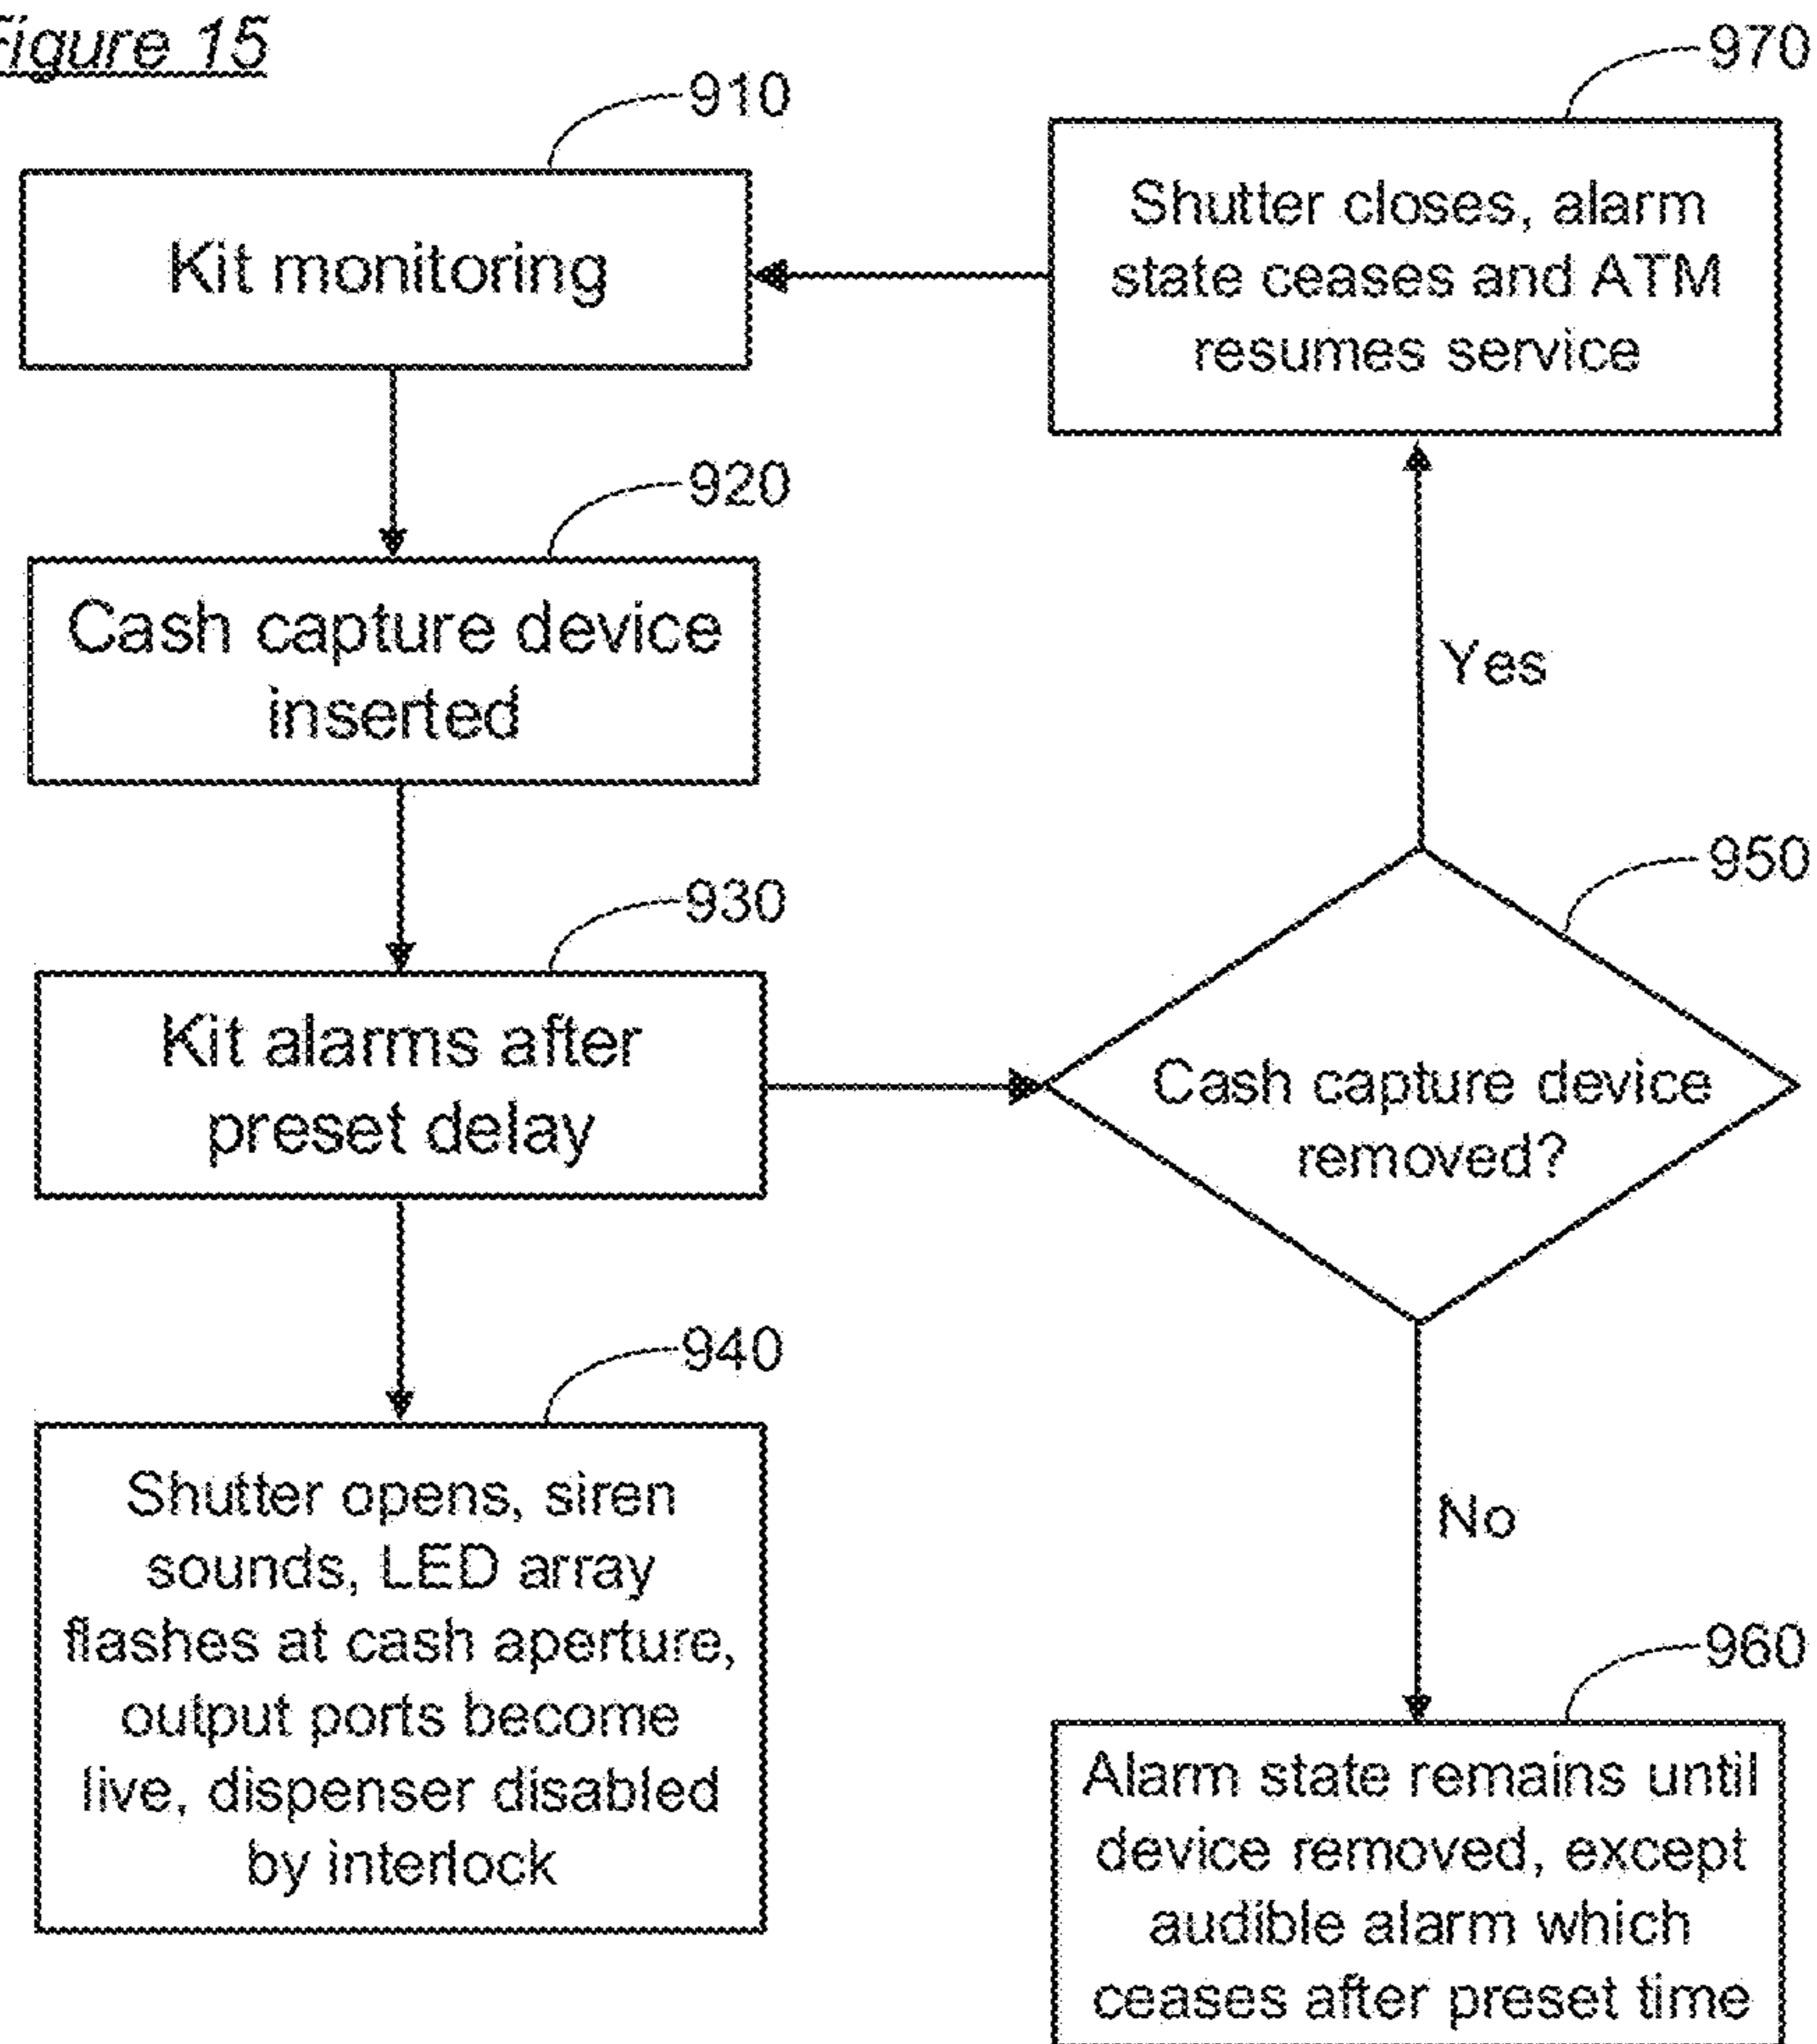 Figure 15
910
Kit monitoring
920
Cash capture device
inserted
930
Kit alarms after
preset delay
940
Shutter opens, siren
sounds, LED array
flashes at cash aperture,
output ports become
live, dispenser disabled
by interlock
970
Shutter closes, alarm
state ceases and ATM
resumes service
Yes
950
Cash capture device
removed?
No
960
Alarm state remains until
device removed, except
audible alarm which
ceases after preset time